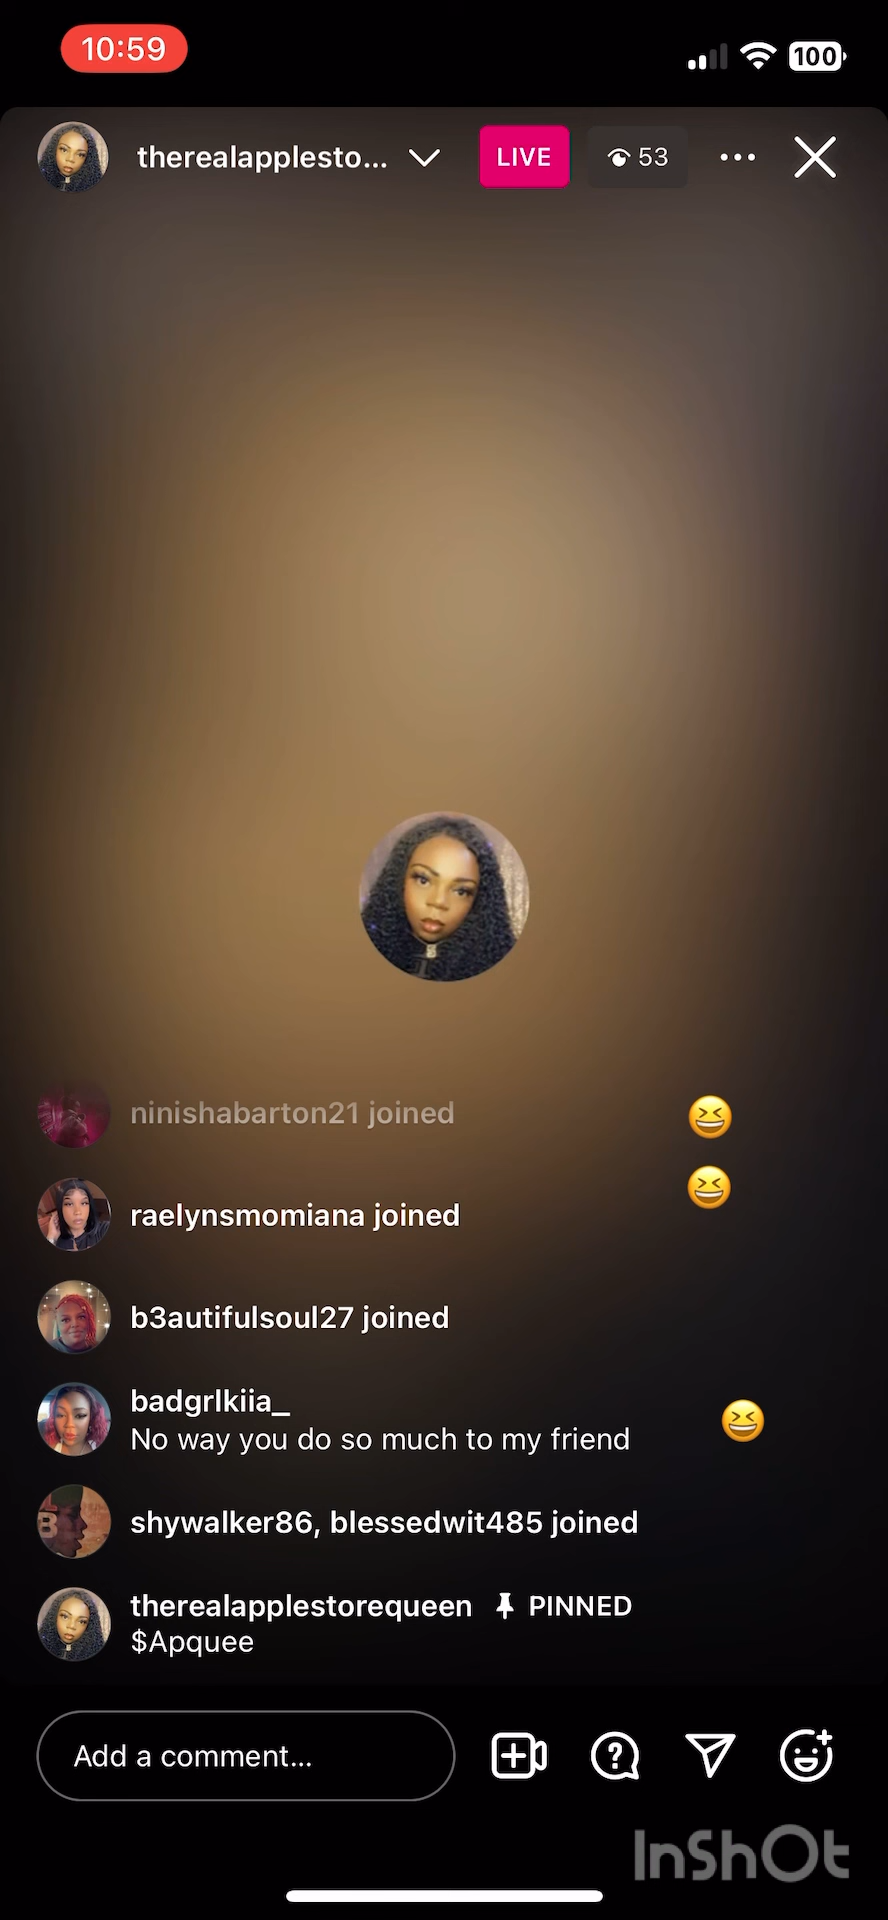 10:59
100
therealapplesto...
LIVE
53
ninishabarton21 joined
raelynsmomiana joined
b3autifulsoul27 joined
badgrlkiia_
No way you do so much to my friend
shywalker86, blessedwit485 joined
therealapplestorequeen PINNED
$Apquee
Add a comment...
InShOt